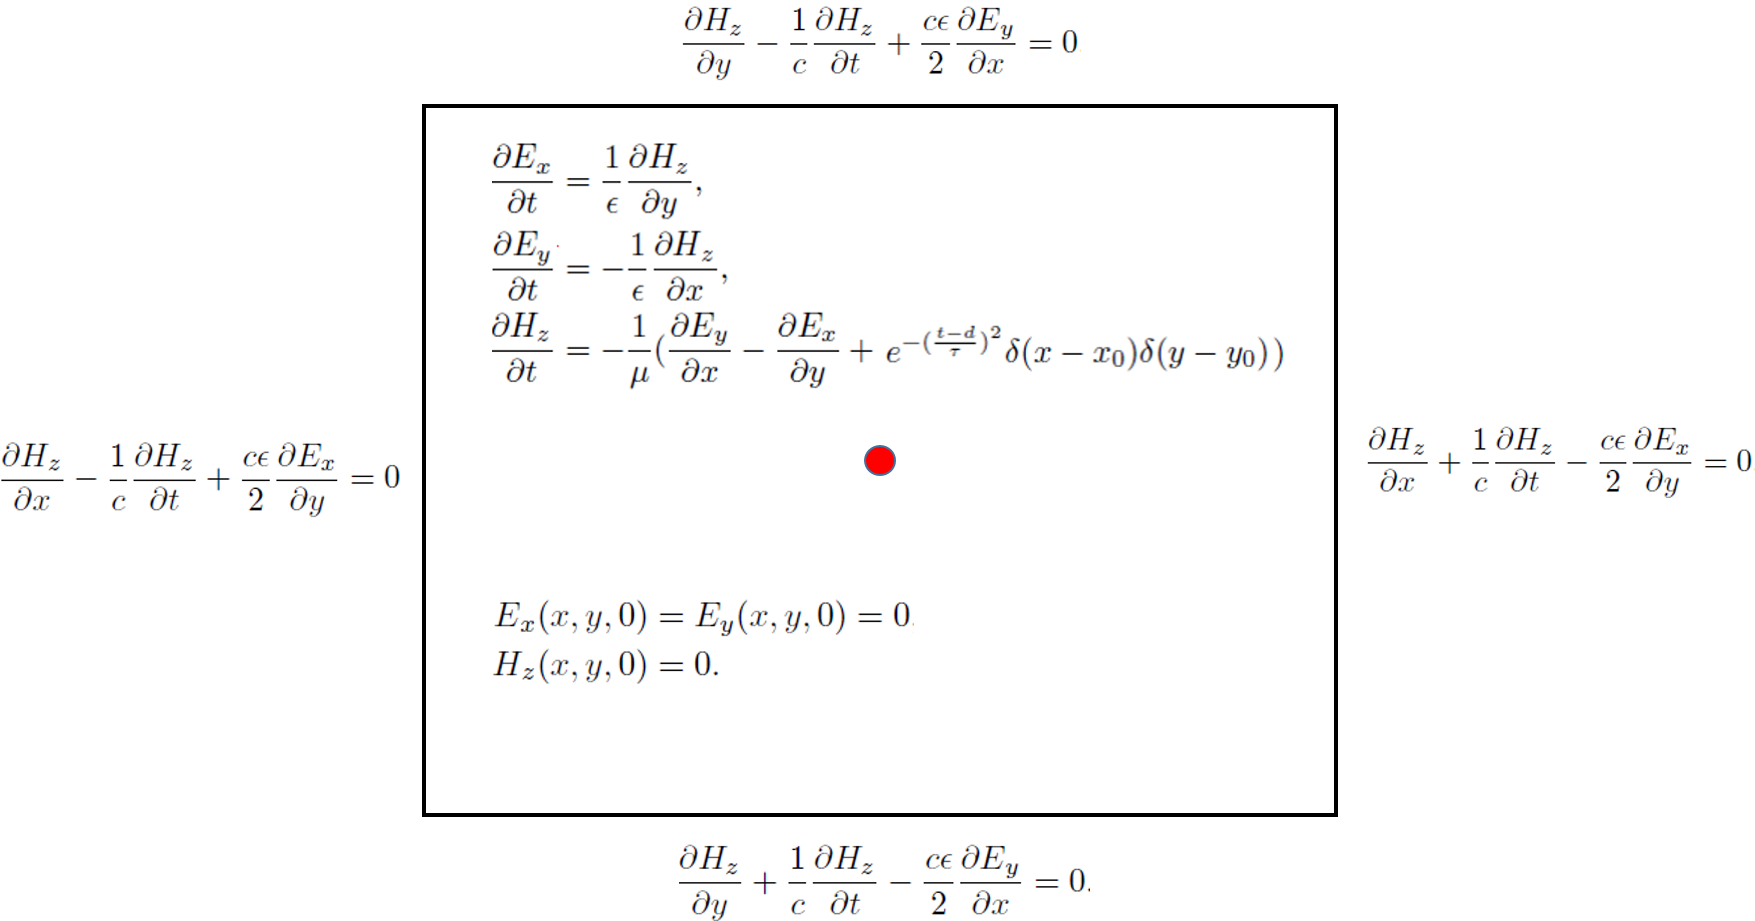 \frac{\partial H_z}{\partial y} - \frac{1}{c}\frac{\partial H_z}{\partial t} + \frac{c\epsilon}{2}\frac{\partial E_y}{\partial x} = 0
\frac{\partial E_x}{\partial t} = \frac{1}{\epsilon}\frac{\partial H_z}{\partial y},
\frac{\partial E_y}{\partial t} = -\frac{1}{\epsilon}\frac{\partial H_z}{\partial x},
\frac{\partial H_z}{\partial t} = -\frac{1}{\mu}(\frac{\partial E_y}{\partial x} - \frac{\partial E_x}{\partial y} + e^{-(\frac{t-d}{\tau})^2}\delta(x - x_0)\delta(y - y_0))
\frac{\partial H_z}{\partial x} - \frac{1}{c}\frac{\partial H_z}{\partial t} + \frac{c\epsilon}{2}\frac{\partial E_x}{\partial y} = 0
\frac{\partial H_z}{\partial x} + \frac{1}{c}\frac{\partial H_z}{\partial t} - \frac{c\epsilon}{2}\frac{\partial E_x}{\partial y} = 0
E_x(x, y, 0) = E_y(x, y, 0) = 0
H_z(x, y, 0) = 0.
\frac{\partial H_z}{\partial y} + \frac{1}{c}\frac{\partial H_z}{\partial t} - \frac{c\epsilon}{2}\frac{\partial E_y}{\partial x} = 0.